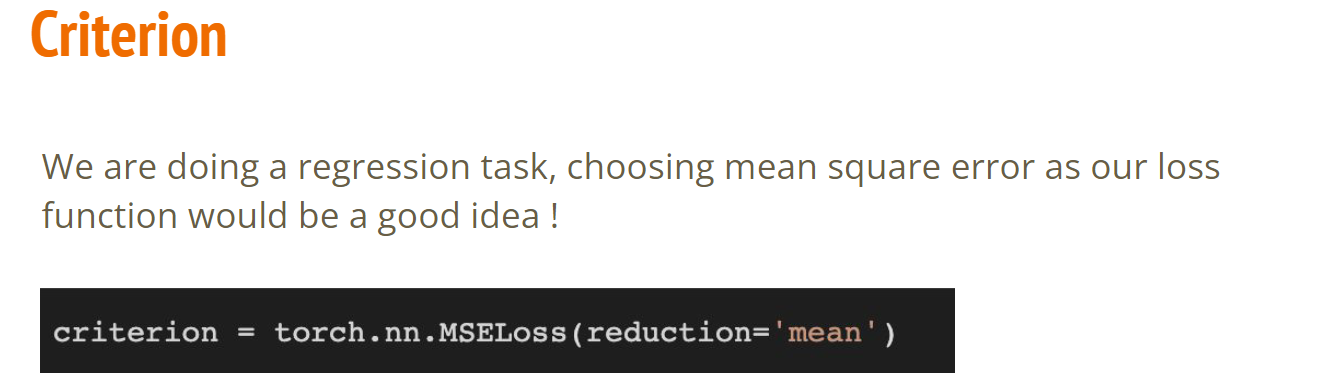 Criterion
We are doing a regression task, choosing mean square error as our loss
function would be a good idea !
criterion = torch.nn.MSELoss(reduction='mean')